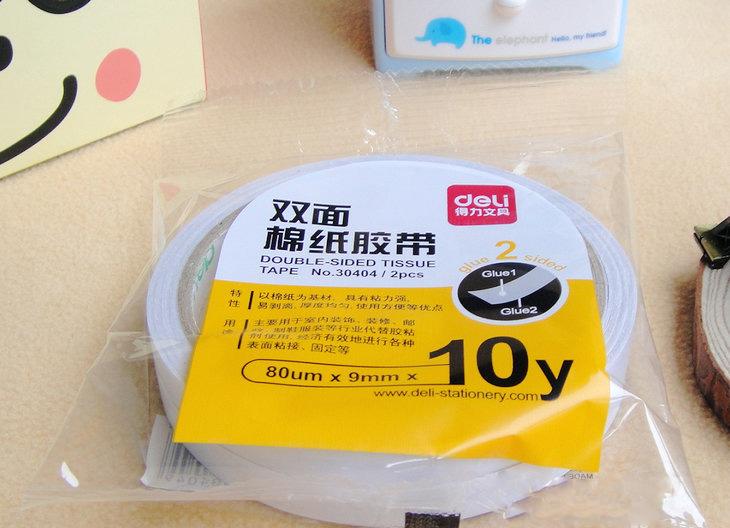 The elephant Hello, my friend!
deli
得力文具
双面
棉纸胶带
DOUBLE-SIDED TISSUE
TAPE No.30404 / 2pcs
glue 2 sided
Glue1
Glue2
特性
以棉纸为基材，具有粘力强，
易剥离，厚度均匀，使用方便等优点
用途
主要用于室内装饰、装修、邮
制鞋服装等行业代替胶粘
剂使用，经济有效地进行各种
表面粘接、固定等
80um x 9mm x 10y
www.deli-stationery.com